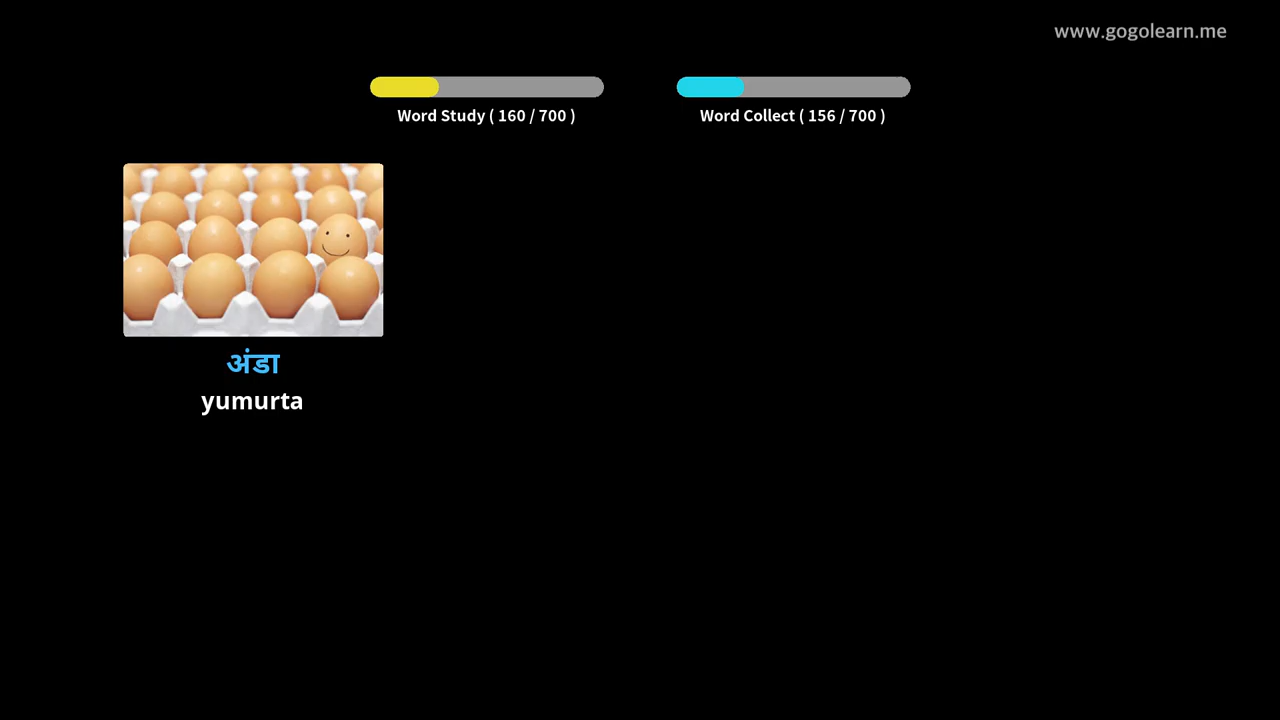 www.gogolearn.me
Word Study ( 160 / 700 )
Word Collect ( 156 / 700 )
अंडा
yumurta